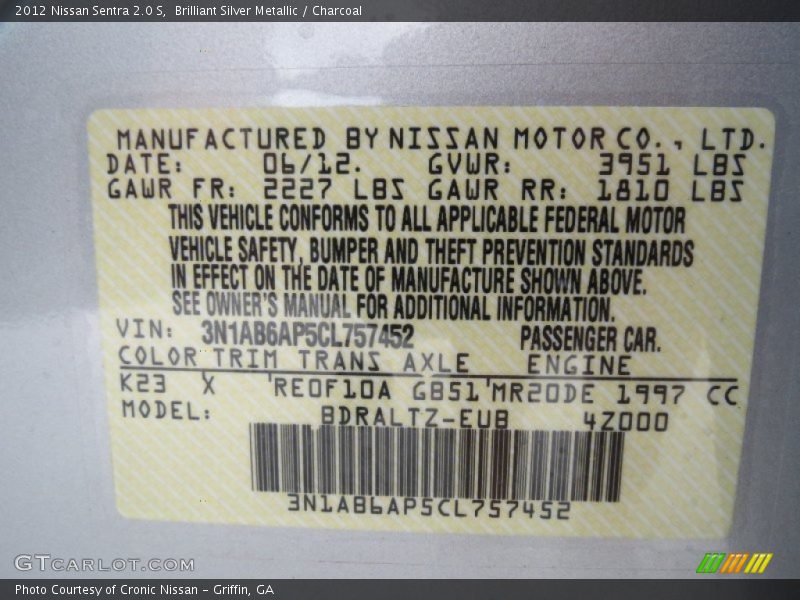 2012 Nissan Sentra 2.0 S, Brilliant Silver Metallic / Charcoal
MANUFACTURED BY NISSAN MOTOR CO., LTD.
DATE: 06/12. GVWR: 3951 LBS
GAWR FR: 2227 LBS GAWR RR: 1810 LBS
THIS VEHICLE CONFORMS TO ALL APPLICABLE FEDERAL MOTOR
VEHICLE SAFETY, BUMPER AND THEFT PREVENTION STANDARDS
IN EFFECT ON THE DATE OF MANUFACTURE SHOWN ABOVE.
SEE OWNER'S MANUAL FOR ADDITIONAL INFORMATION.
VIN: 3N1AB6AP5CL757452 PASSENGER CAR.
COLOR TRIM TRANS AXLE ENGINE
K23 X 'RE0F10A GB51'MR20DE 1997 CC
MODEL: BDRALTZ-EUB 4Z000
3N1AB6AP5CL757452
GTCARLOT.COM
Photo Courtesy of Cronic Nissan - Griffin, GA